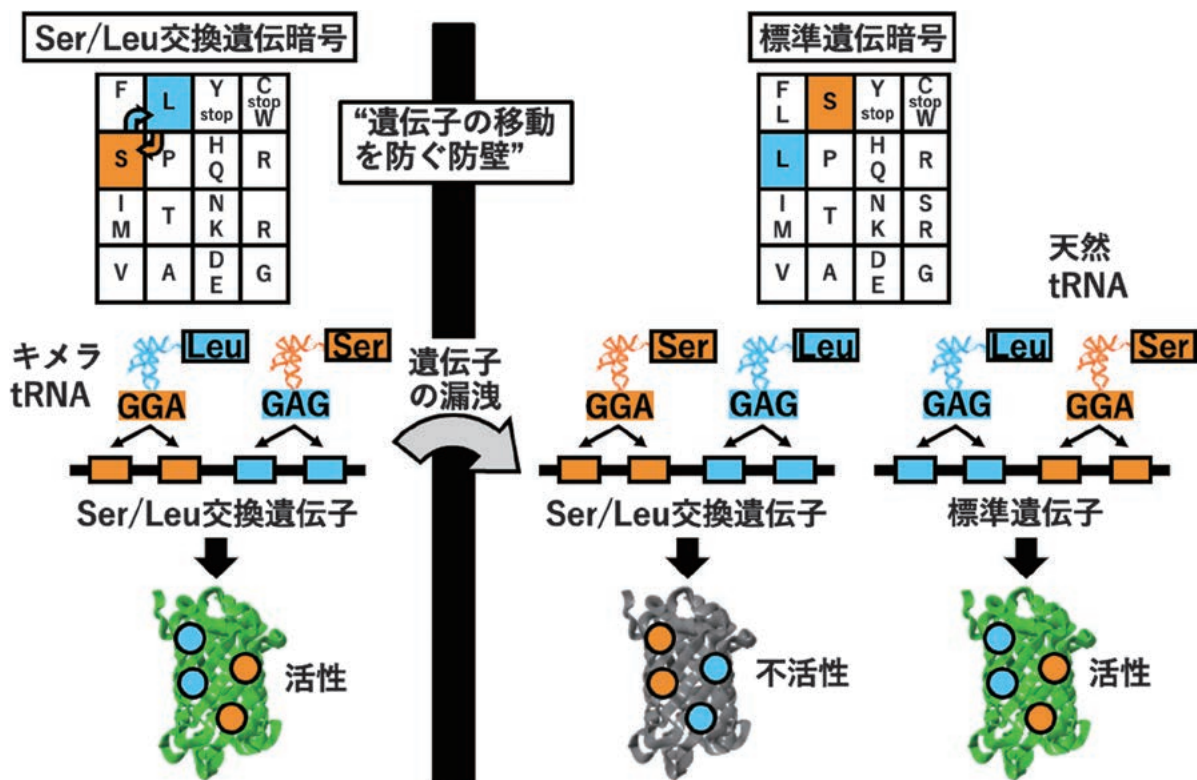 Ser/Leu交換遺伝暗号
F
L
Y
stop
C
stop
W
S
P
H
Q
R
I
M
T
N
K
R
V
A
D
E
G
“遺伝子の移動
を防ぐ防壁”
標準遺伝暗号
F
L
S
Y
stop
C
stop
W
L
P
H
Q
R
I
M
T
N
K
S
R
V
A
D
E
G
キメラ
tRNA
Leu
Ser
GGA
GAG
Ser/Leu交換遺伝子
活性
遺伝子
の漏洩
Ser
Leu
GGA
GAG
Ser/Leu交換遺伝子
不活性
天然
tRNA
Leu
Ser
GAG
GGA
標準遺伝子
活性